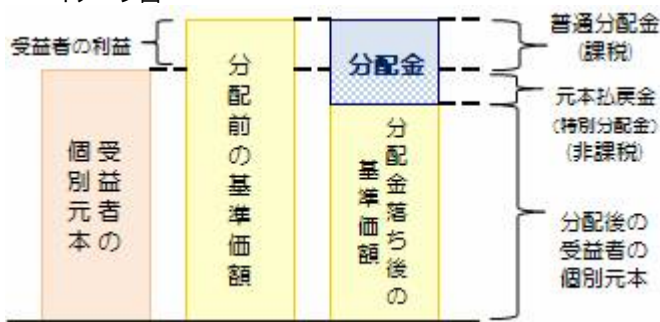 受益者の利益
受益者の
個別元本
分配前の基準価額
分配金
分配金落ち後の
基準価額
普通分配金
(課税)
元本払戻金
(特別分配金)
(非課税)
分配後の
受益者の
個別元本